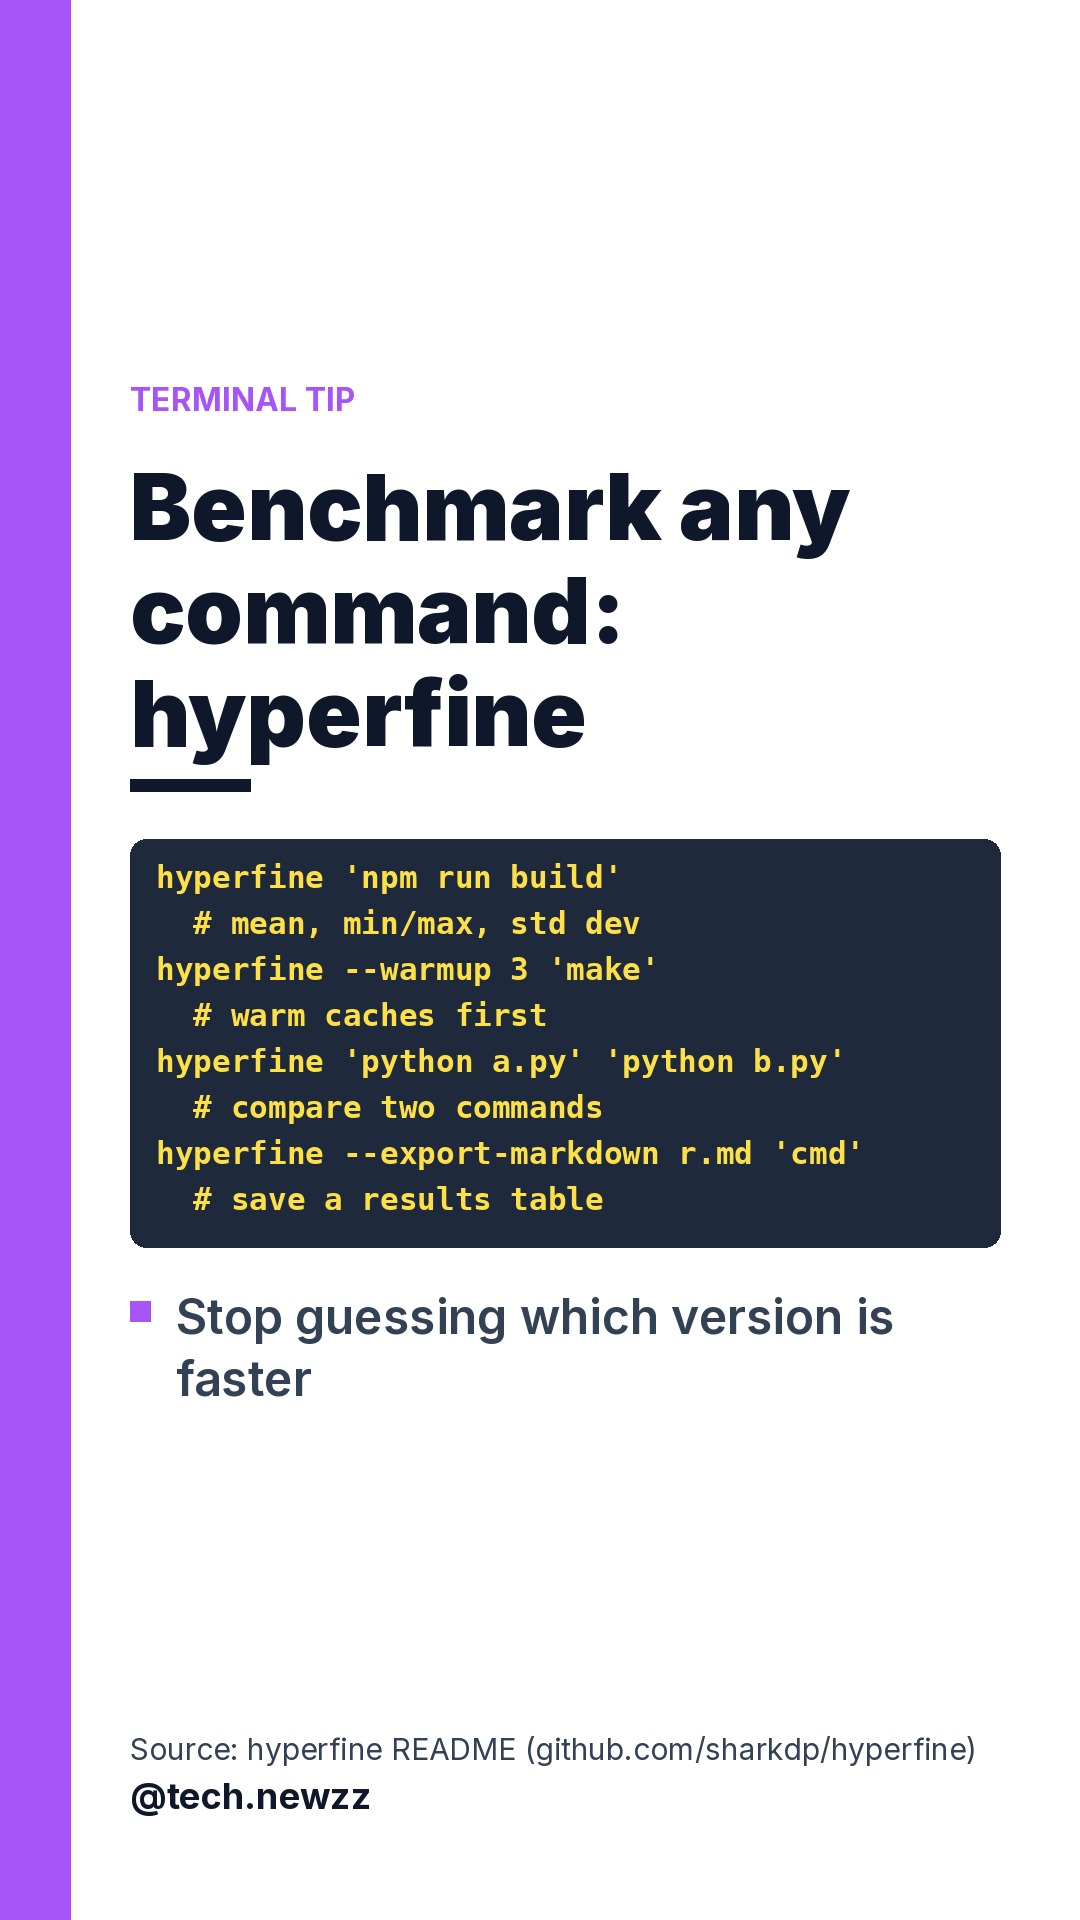 TERMINAL TIP
Benchmark any
command:
hyperfine
hyperfine 'npm run build'
  # mean, min/max, std dev
hyperfine --warmup 3 'make'
  # warm caches first
hyperfine 'python a.py' 'python b.py'
  # compare two commands
hyperfine --export-markdown r.md 'cmd'
  # save a results table
Stop guessing which version is
faster
Source: hyperfine README (github.com/sharkdp/hyperfine)
@tech.newzz